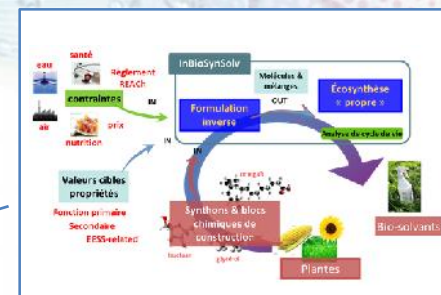 santé
eau
Règlement
REACh
contraintes
air
prix
nutrition
IN
InBioSynSolv
Molécules &
mélanges
OUT
Écosynthèse
« propre »
Formulation
inverse
Analyse du cycle de vie
IN
IN
Valeurs cibles
propriétés
Function primaire
Secondaire
EESS-related
Synthons & blocs
chimiques de
construction
Bio-solvants
Plantes